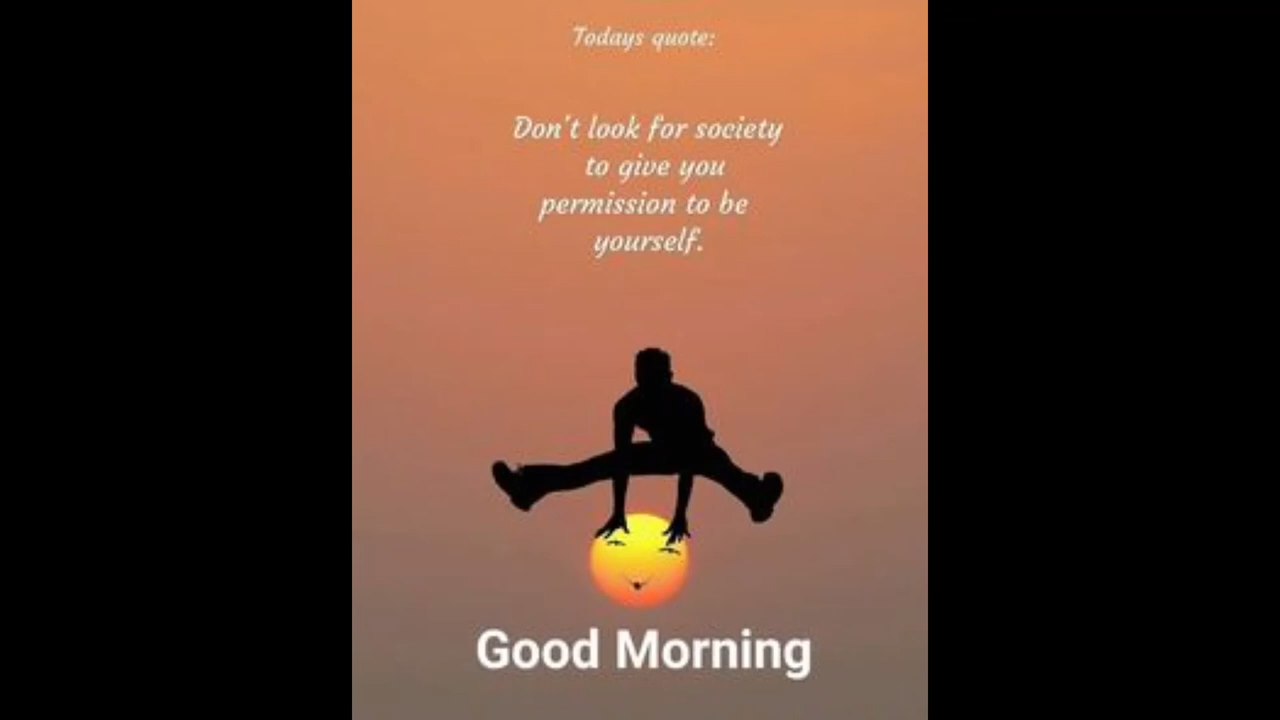 Todays quote:
Don't look for society
to give you
permission to be
yourself.
Good Morning